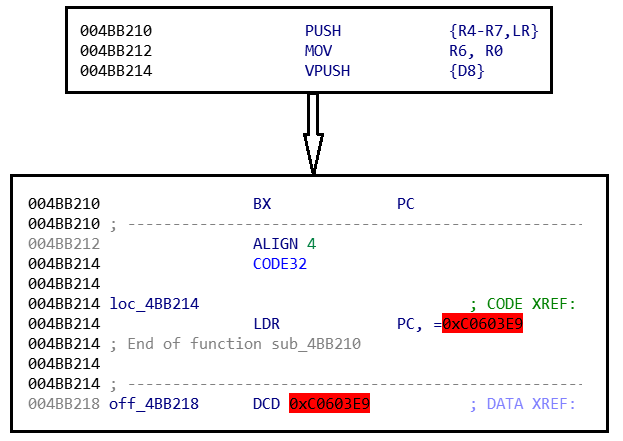 004BB210 PUSH {R4-R7,LR}
004BB212 MOV R6, R0
004BB214 VPUSH {D8}
004BB210 BX PC
004BB210 ; ---------------------------------------------------
004BB212 ALIGN 4
004BB214 CODE32
004BB214
004BB214 loc_4BB214 ; CODE XREF:
004BB214 LDR PC, =0xC0603E9
004BB214 ; End of function sub_4BB210
004BB214
004BB214 ; ---------------------------------------------------
004BB218 off_4BB218 DCD 0xC0603E9 ; DATA XREF: